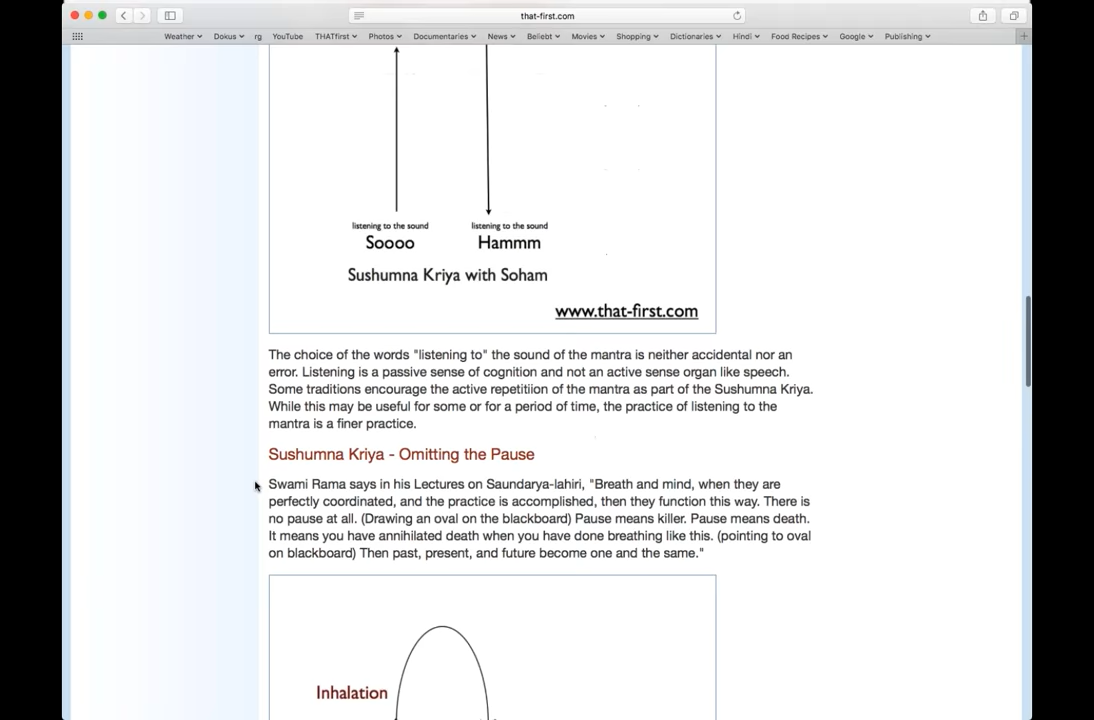 that-first.com
Weather Dokus rg YouTube THATfirst Photos Documentaries News Beliebt Movies Shopping Dictionaries Hindi Food Recipes Google Publishing
listening to the sound listening to the sound
Soooo Hammm
Sushumna Kriya with Soham
www.that-first.com
The choice of the words "listening to" the sound of the mantra is neither accidental nor an
error. Listening is a passive sense of cognition and not an active sense organ like speech.
Some traditions encourage the active repetitiion of the mantra as part of the Sushumna Kriya.
While this may be useful for some or for a period of time, the practice of listening to the
mantra is a finer practice.
Sushumna Kriya - Omitting the Pause
Swami Rama says in his Lectures on Saundarya-lahiri, "Breath and mind, when they are
perfectly coordinated, and the practice is accomplished, then they function this way. There is
no pause at all. (Drawing an oval on the blackboard) Pause means killer. Pause means death.
It means you have annihilated death when you have done breathing like this. (pointing to oval
on blackboard) Then past, present, and future become one and the same."
Inhalation